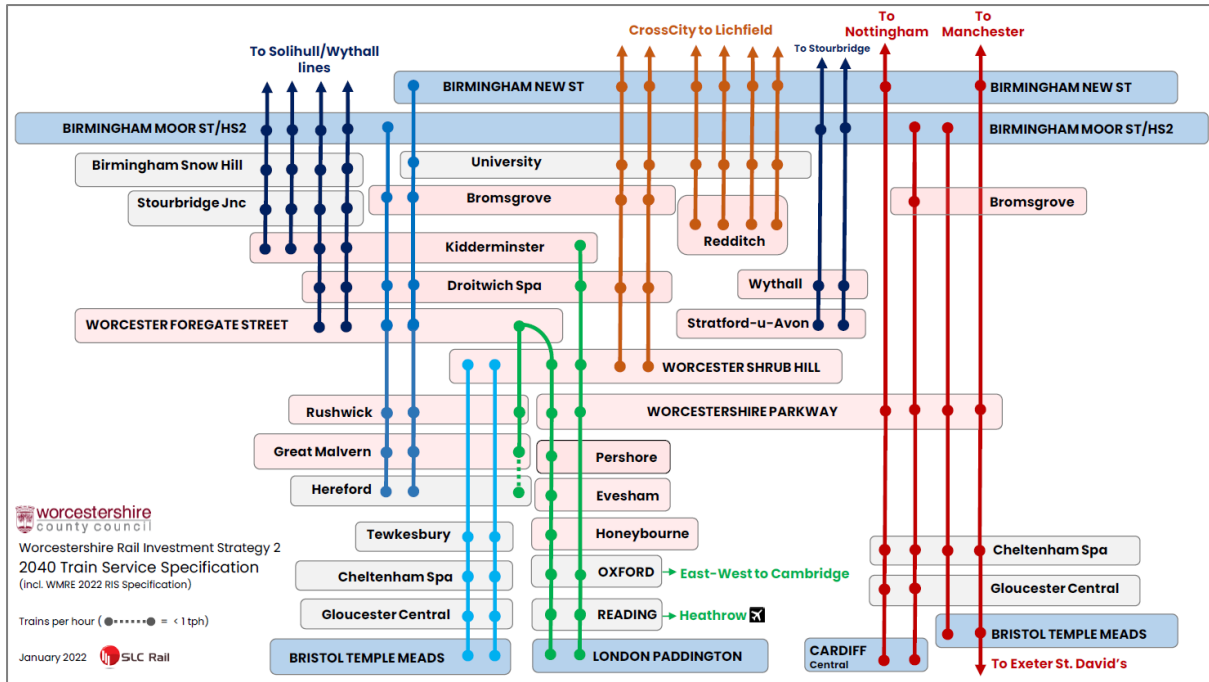 To
Nottingham
To
Manchester
CrossCity to Lichfield
To Solihull/Wythall
lines
To Stourbridge
BIRMINGHAM NEW ST
BIRMINGHAM NEW ST
BIRMINGHAM MOOR ST/HS2
BIRMINGHAM MOOR ST/HS2
Birmingham Snow Hill
University
Stourbridge Jnc
Bromsgrove
Bromsgrove
Kidderminster
Redditch
Droitwich Spa
Wythall
WORCESTER FOREGATE STREET
Stratford-u-Avon
WORCESTER SHRUB HILL
Rushwick
WORCESTERSHIRE PARKWAY
Great Malvern
Pershore
Hereford
Evesham
Tewkesbury
Honeybourne
Cheltenham Spa
Cheltenham Spa
OXFORD
East-West to Cambridge
Gloucester Central
Gloucester Central
READING
Heathrow
BRISTOL TEMPLE MEADS
BRISTOL TEMPLE MEADS
LONDON PADDINGTON
CARDIFF
Central
To Exeter St. David's
worcestershire
county council
Worcestershire Rail Investment Strategy 2
2040 Train Service Specification
(incl. WMRE 2022 RIS Specification)
Trains per hour ( = < 1 tph)
January 2022
SLC Rail